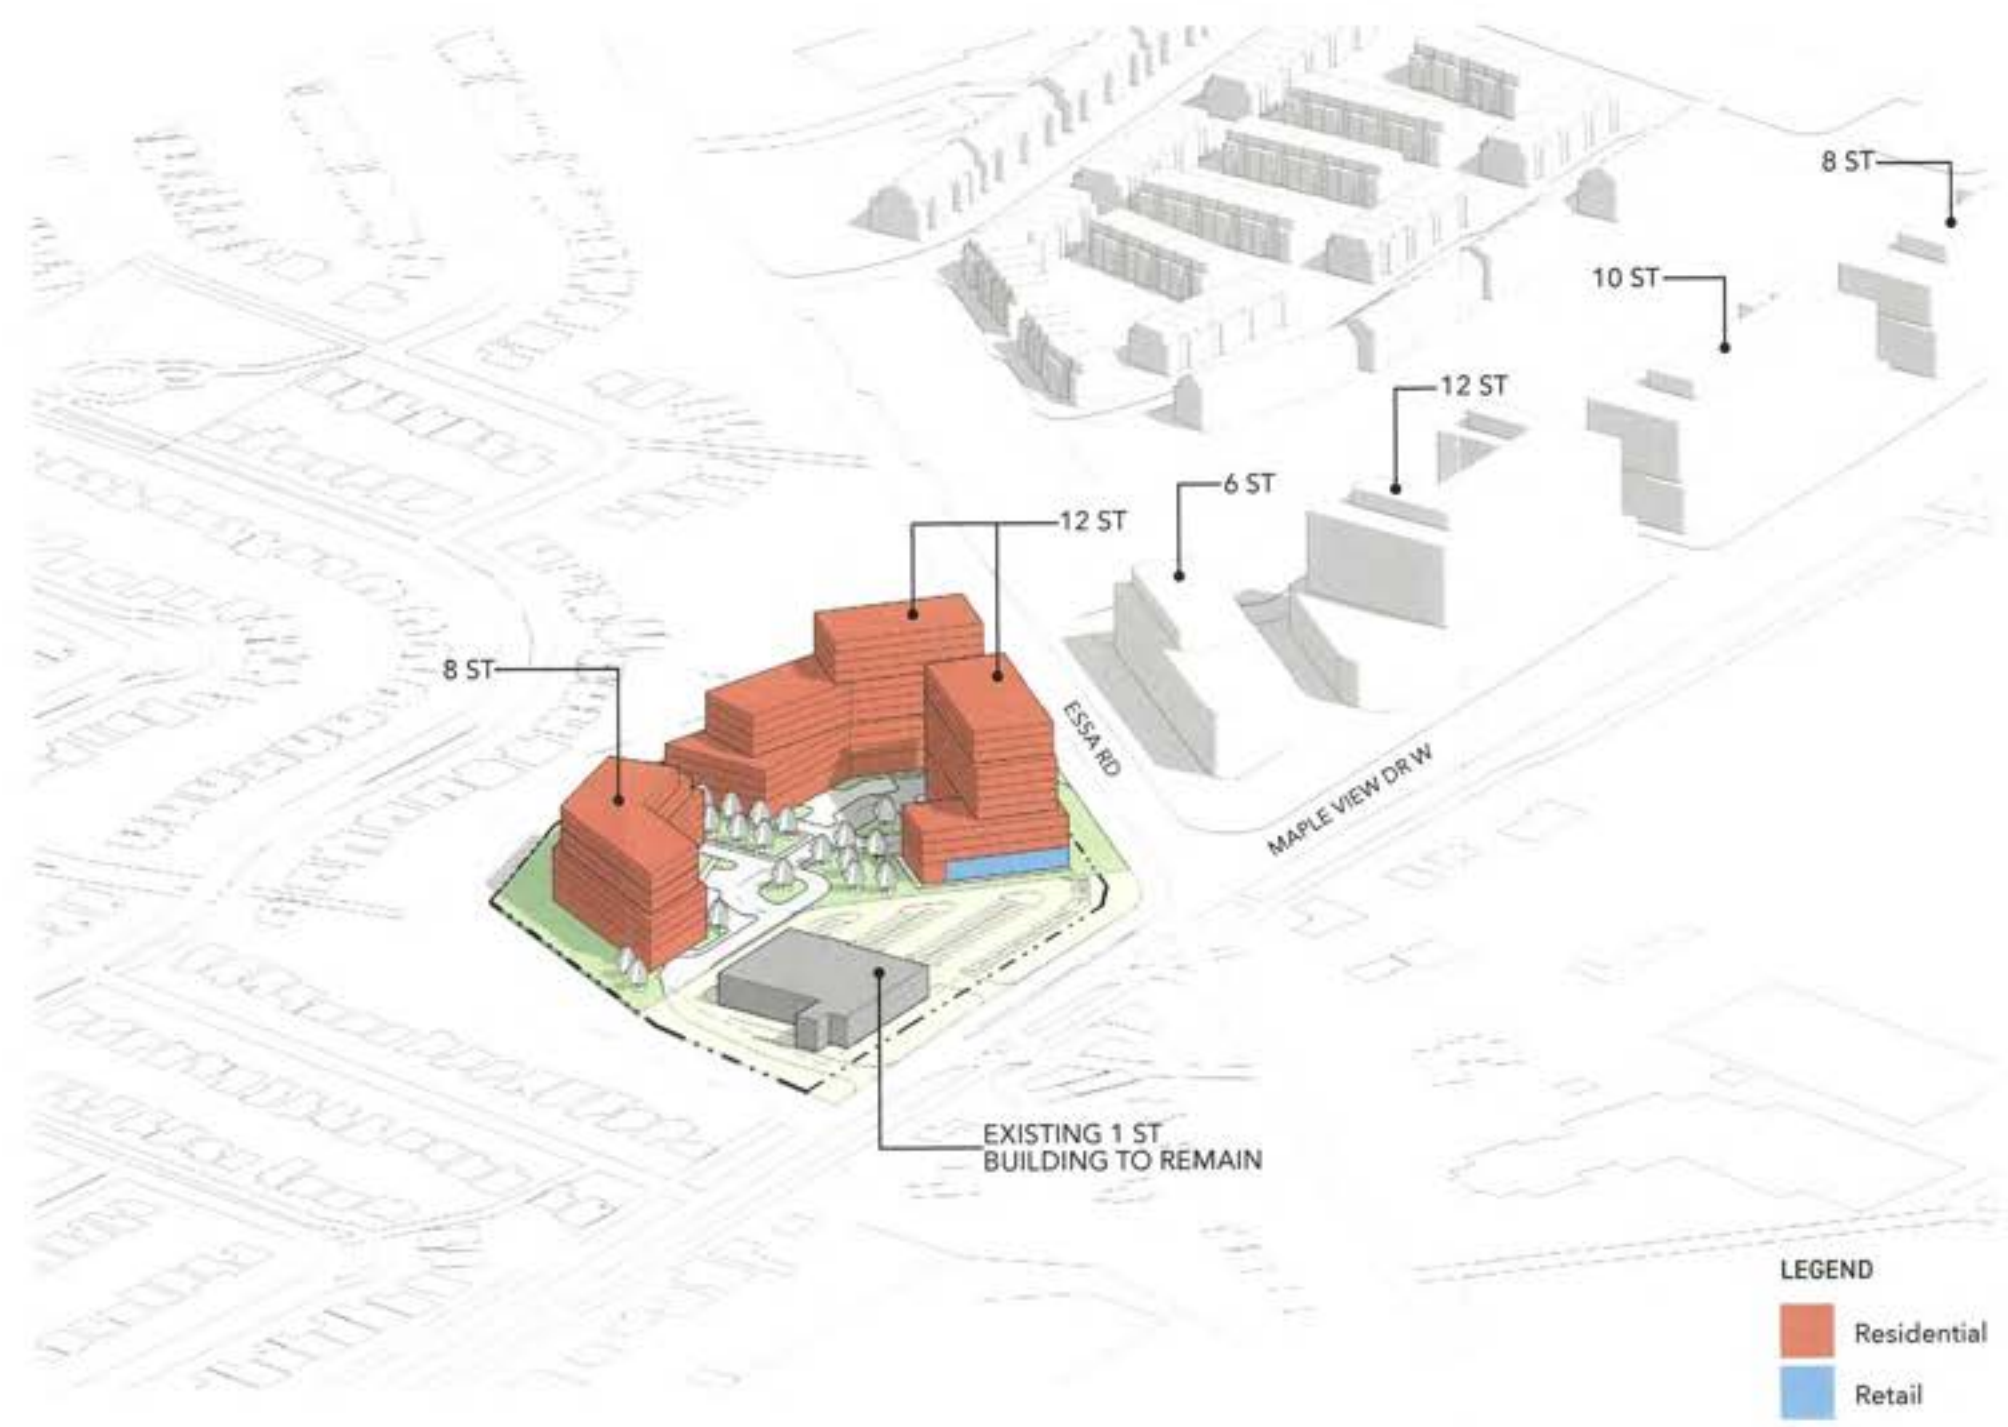 8 ST
10 ST
12 ST
6 ST
12 ST
8 ST
ESSA RD
MAPLE VIEW DR W
EXISTING 1 ST
BUILDING TO REMAIN
LEGEND
Residential
Retail